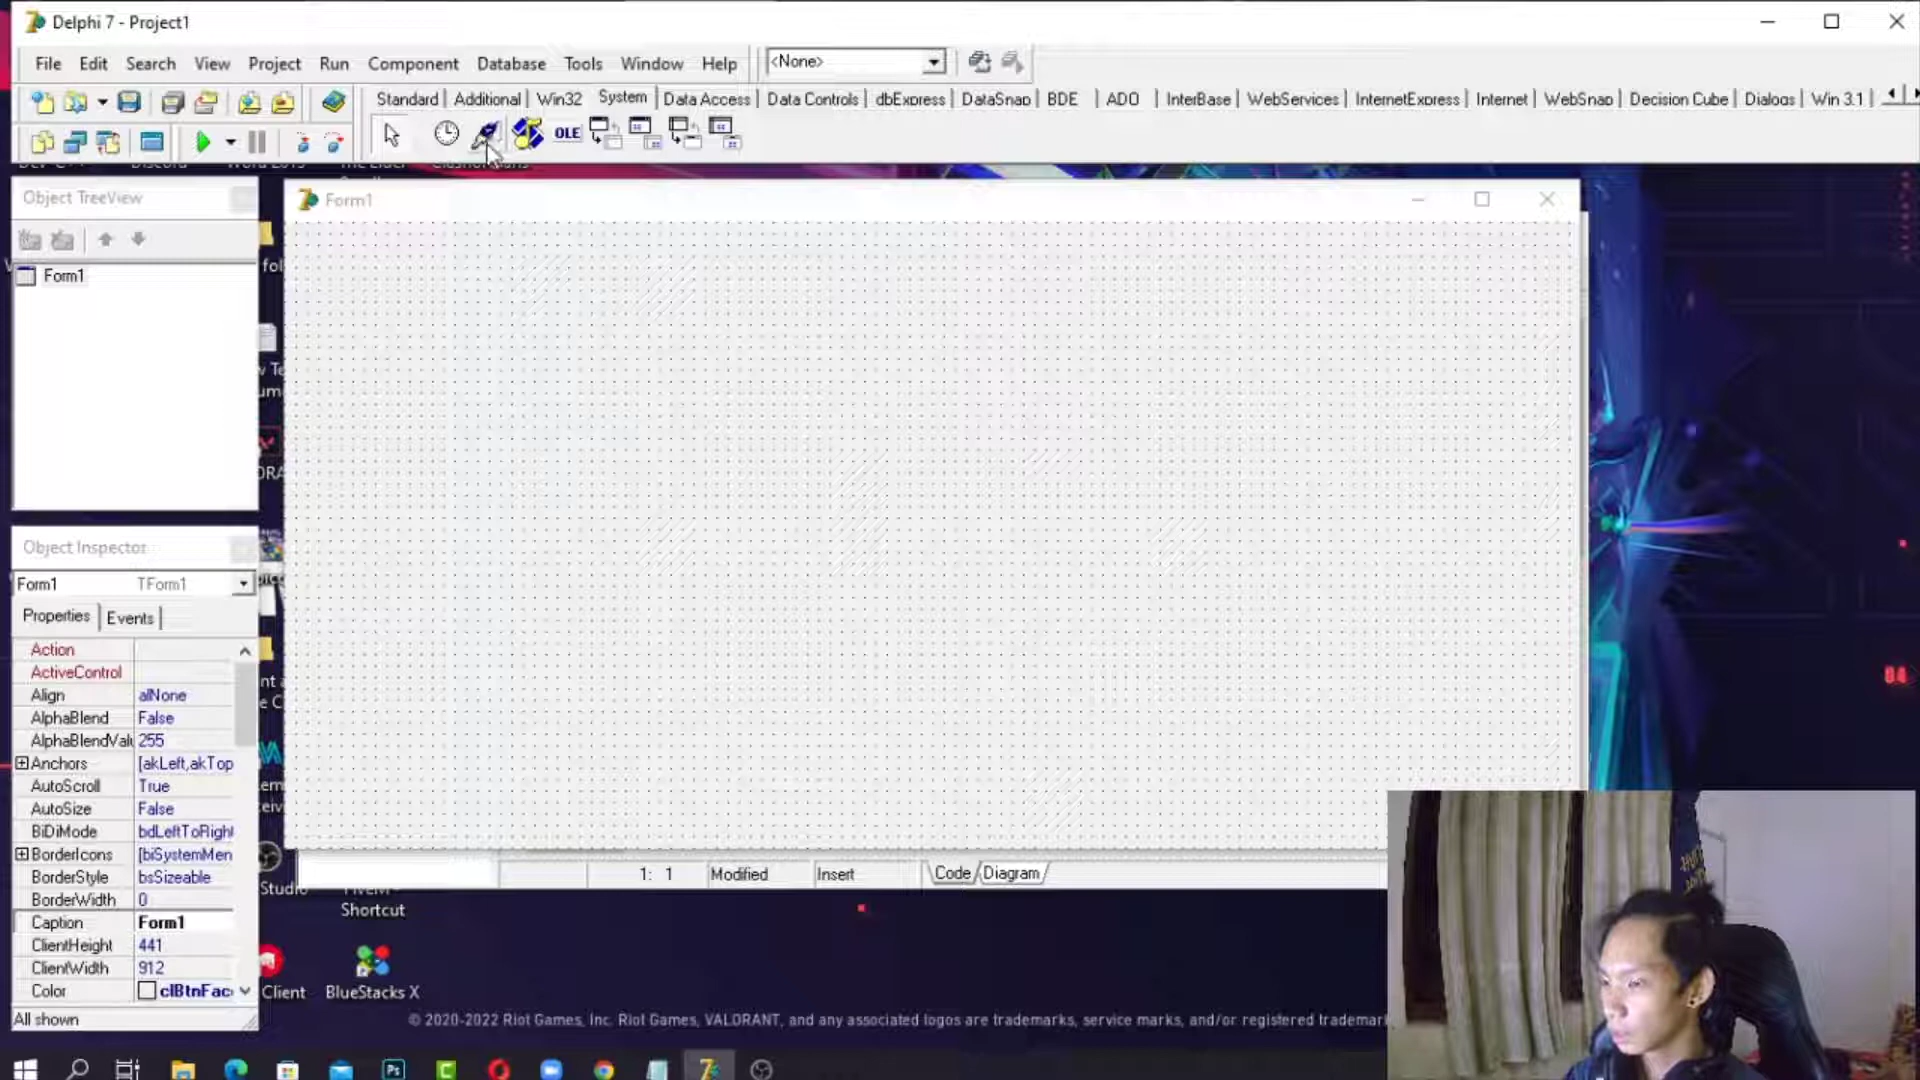 Delphi 7 - Project1
File Edit Search View Project Run Component Database Tools Window Help
<None>
Standard Additional Win32 System Data Access Data Controls dbExpress DataSnap BDE ADO InterBase WebServices InternetExpress Internet WebSnap Decision Cube Dialogs Win 3.1
OLE
Object TreeView
Form1
Form1
Object Inspector
Form1 TForm1
Properties Events
Action
ActiveControl
Align alNone
AlphaBlend False
AlphaBlendVal 255
Anchors [akLeft,akTop
AutoScroll True
AutoSize False
BiDiMode bdLeftToRight
BorderIcons [biSystemMen
BorderStyle bsSizeable
BorderWidth 0
Caption Form1
ClientHeight 441
ClientWidth 912
Color clBtnFac
All shown
1: 1 Modified Insert Code Diagram
Studio
Shortcut
Client BlueStacks X
© 2020-2022 Riot Games, Inc. Riot Games, VALORANT, and any associated logos are trademarks, service marks, and/or registered trademark
04